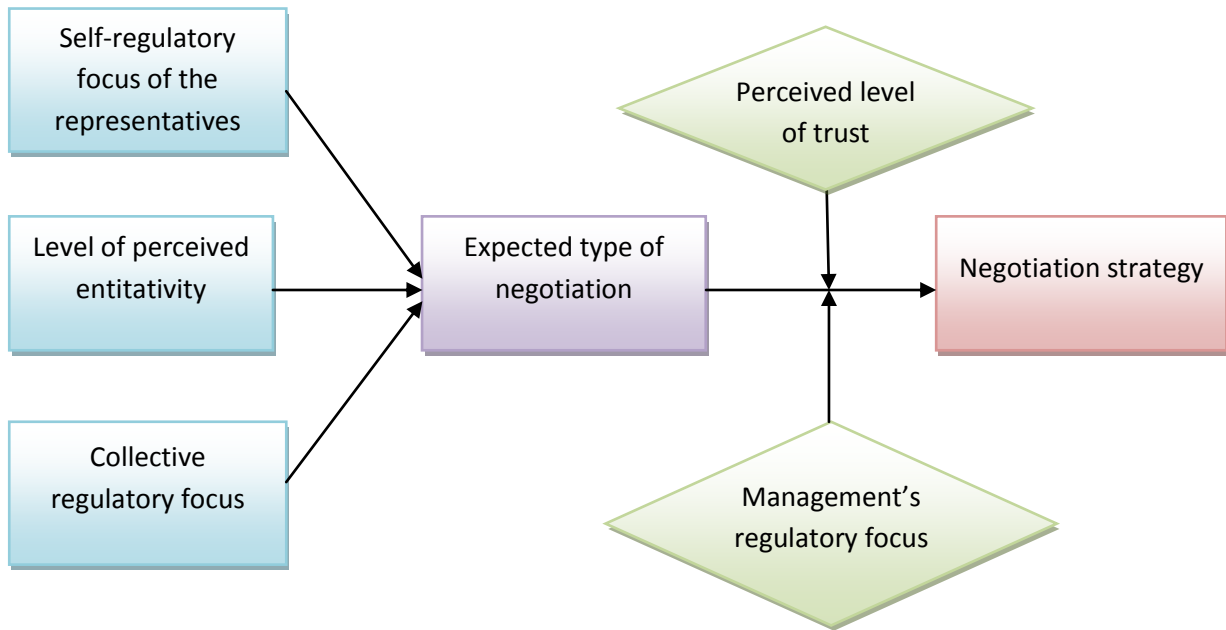 Self-regulatory
focus of the
representatives
Perceived level
of trust
Level of perceived
entitativity
Expected type of
negotiation
Negotiation strategy
Collective
regulatory focus
Management’s
regulatory focus